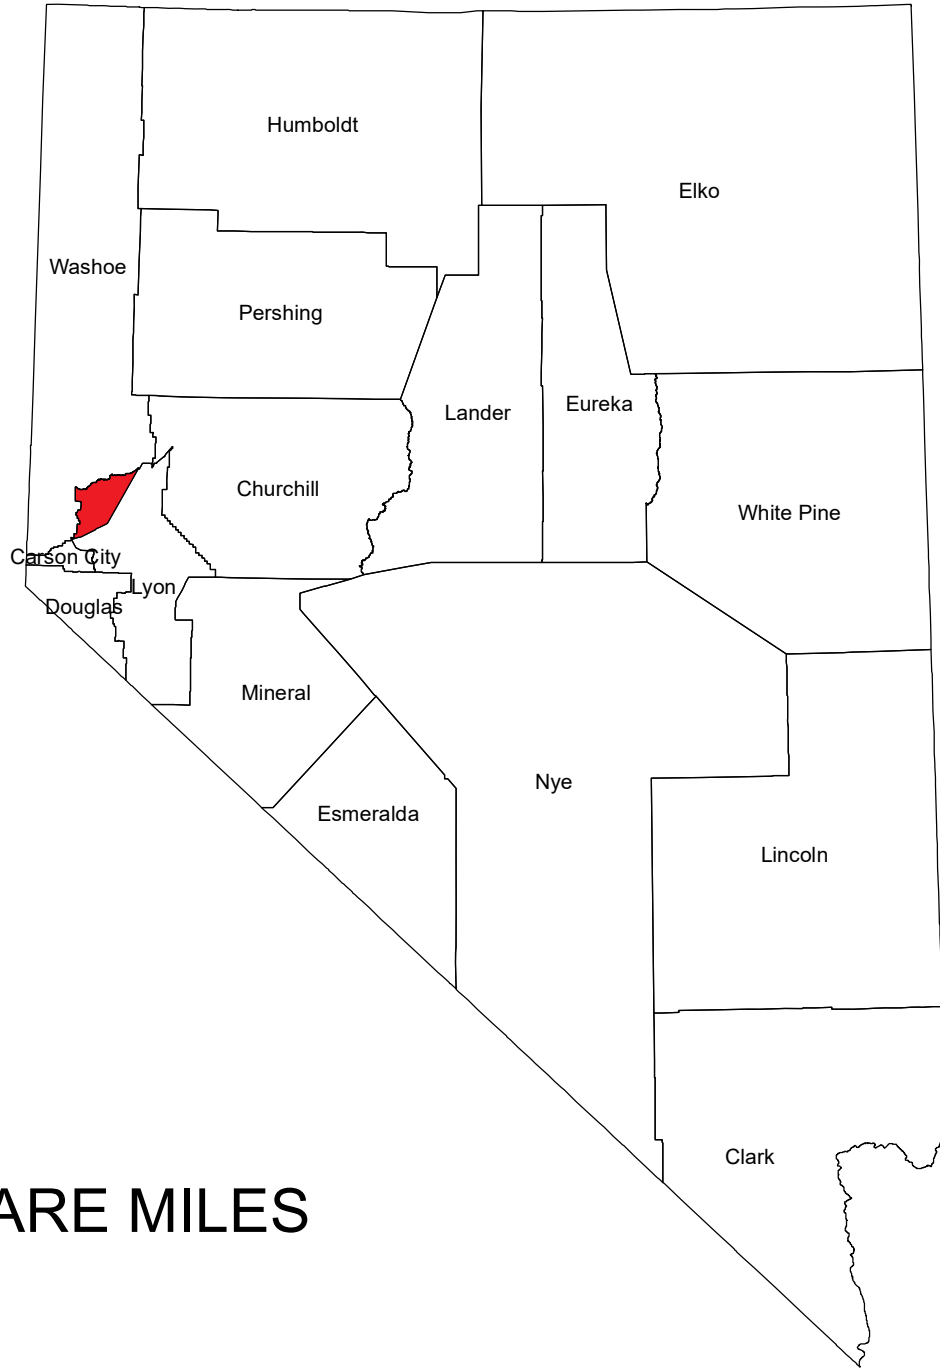 Humboldt
Elko
Washoe
Pershing
Eureka
Lander
Churchill
White Pine
Carson City
Lyon
Douglas
Mineral
Nye
Esmeralda
Lincoln
Clark
ARE MILES